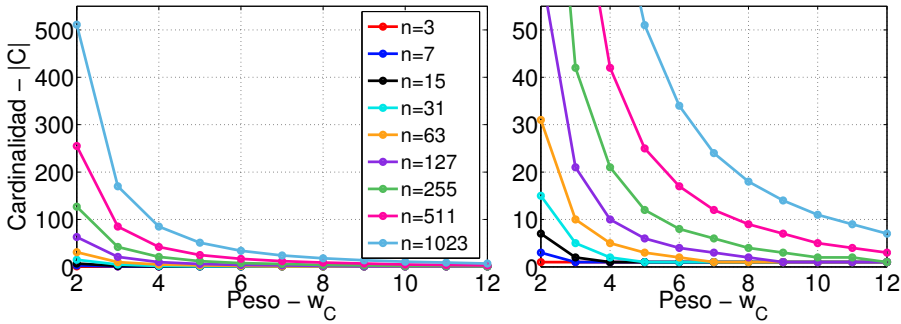 Cardinalidad – |C|
500
400
300
200
100
0
2 4 6 8 10 12
Peso – w_C
n=3
n=7
n=15
n=31
n=63
n=127
n=255
n=511
n=1023
50
40
30
20
10
0
2 4 6 8 10 12
Peso – w_C